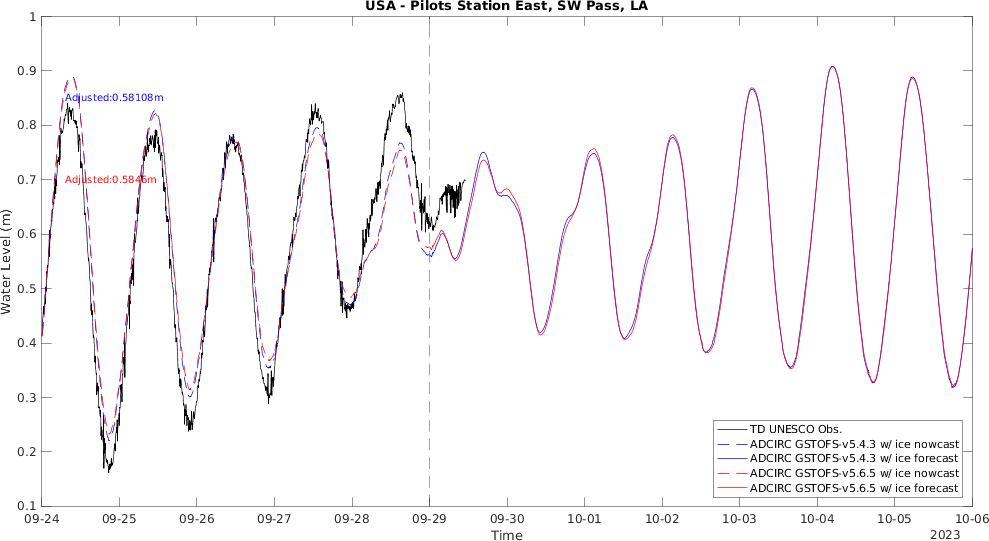 USA - Pilots Station East, SW Pass, LA
1
0.9
0.8
0.7
0.6
0.5
0.4
0.3
0.2
0.1
Water Level (m)
Adjusted:0.58108m
Adjusted:0.5846m
TD UNESCO Obs.
ADCIRC GSTOFS-v5.4.3 w/ ice nowcast
ADCIRC GSTOFS-v5.4.3 w/ ice forecast
ADCIRC GSTOFS-v5.6.5 w/ ice nowcast
ADCIRC GSTOFS-v5.6.5 w/ ice forecast
09-24 09-25 09-26 09-27 09-28 09-29 09-30 10-01 10-02 10-03 10-04 10-05 10-06
Time
2023